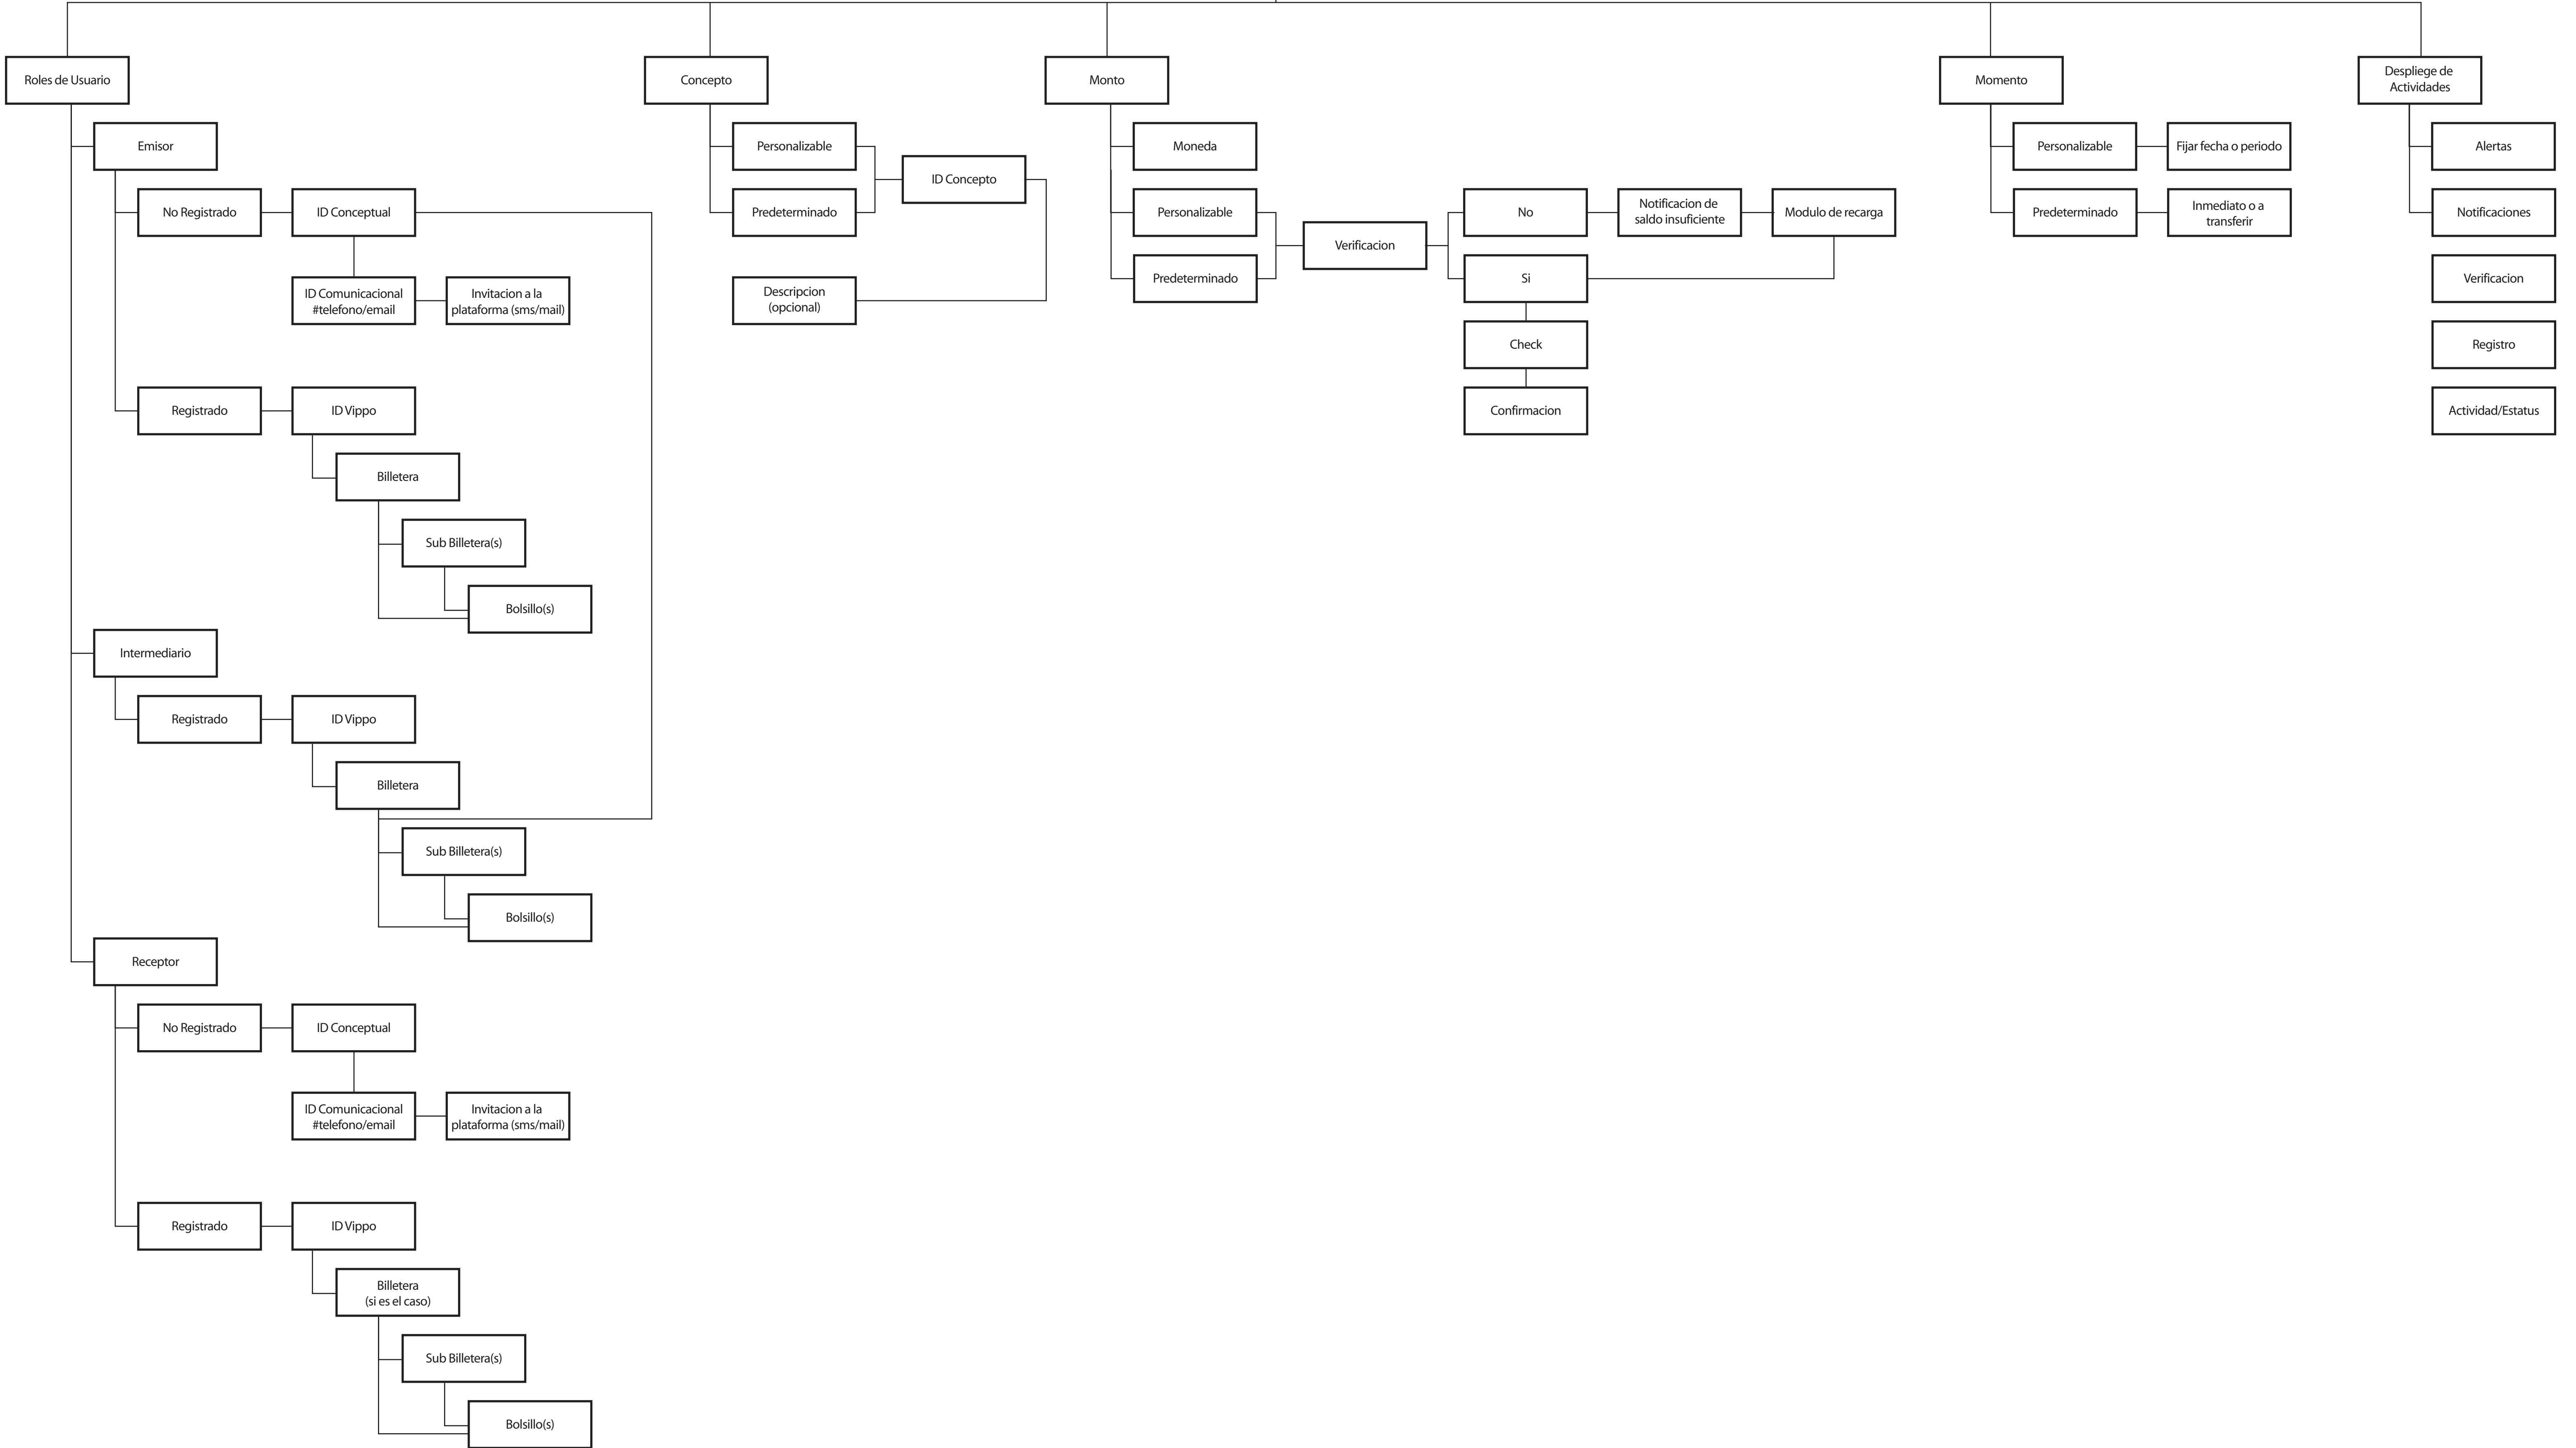 Roles de Usuario
Concepto
Monto
Momento
Despliege de
Actividades
Emisor
No Registrado
ID Conceptual
ID Comunicacional
#telefono/email
Invitacion a la
plataforma (sms/mail)
Registrado
ID Vippo
Billetera
Sub Billetera(s)
Bolsillo(s)
Intermediario
Registrado
ID Vippo
Billetera
Sub Billetera(s)
Bolsillo(s)
Receptor
No Registrado
ID Conceptual
ID Comunicacional
#telefono/email
Invitacion a la
plataforma (sms/mail)
Registrado
ID Vippo
Billetera
(si es el caso)
Sub Billetera(s)
Bolsillo(s)
Personalizable
ID Concepto
Predeterminado
Descripcion
(opcional)
Moneda
Personalizable
Predeterminado
Verificacion
No
Notificacion de
saldo insuficiente
Modulo de recarga
Si
Check
Confirmacion
Personalizable
Fijar fecha o periodo
Predeterminado
Inmediato o a
transferir
Alertas
Notificaciones
Verificacion
Registro
Actividad/Estatus